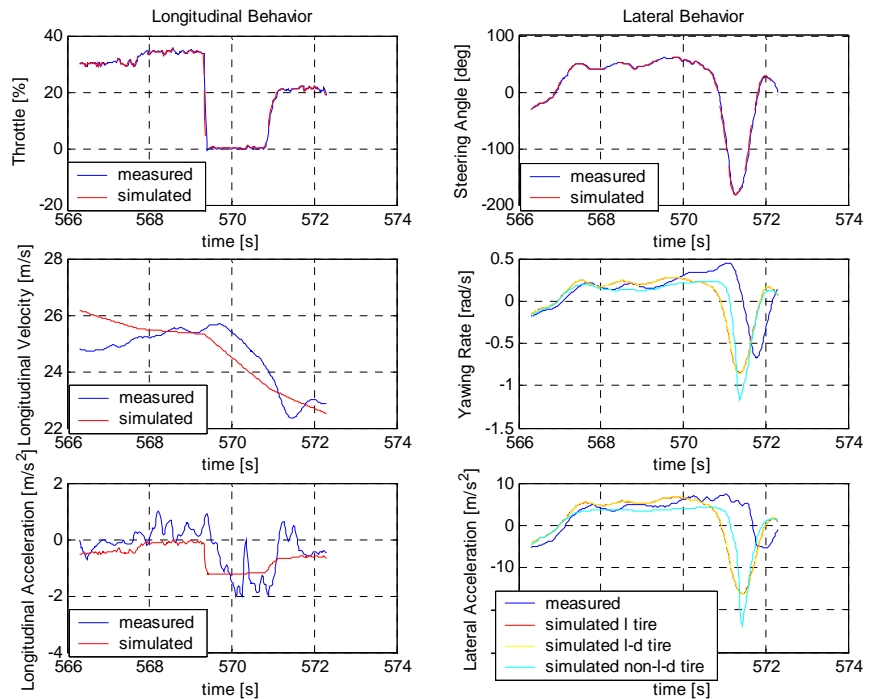 Longitudinal Behavior
40
20
0
-20
Throttle [%]
measured
simulated
566
568
570
572
574
time [s]
Lateral Behavior
100
0
-100
-200
Steering Angle [deg]
measured
simulated
566
568
570
572
574
time [s]
28
26
24
22
Longitudinal Velocity [m/s]
measured
simulated
566
568
570
572
574
time [s]
0.5
0
-0.5
-1
-1.5
Yawing Rate [rad/s]
566
568
570
572
574
time [s]
2
0
-2
-4
Longitudinal Acceleration [m/s²]
measured
simulated
566
568
570
572
574
time [s]
10
0
-10
Lateral Acceleration [m/s²]
measured
simulated l tire
simulated l-d tire
simulated non-l-d tire
566
568
570
572
574
time [s]